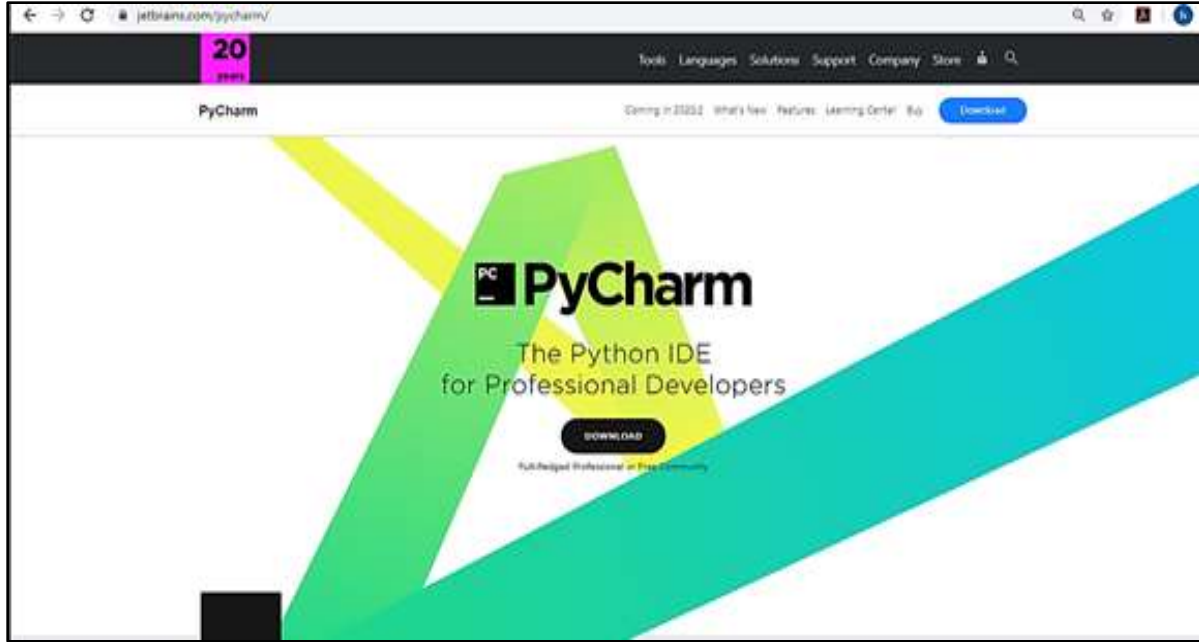 jetbrains.com/pycharm/
20
years
Tools Languages Solutions Support Company Store
PyCharm
Coming in 2020.2 What's New Features Learning Center Buy Download
PC
PyCharm
The Python IDE
for Professional Developers
DOWNLOAD
Full-fledged Professional or Free Community